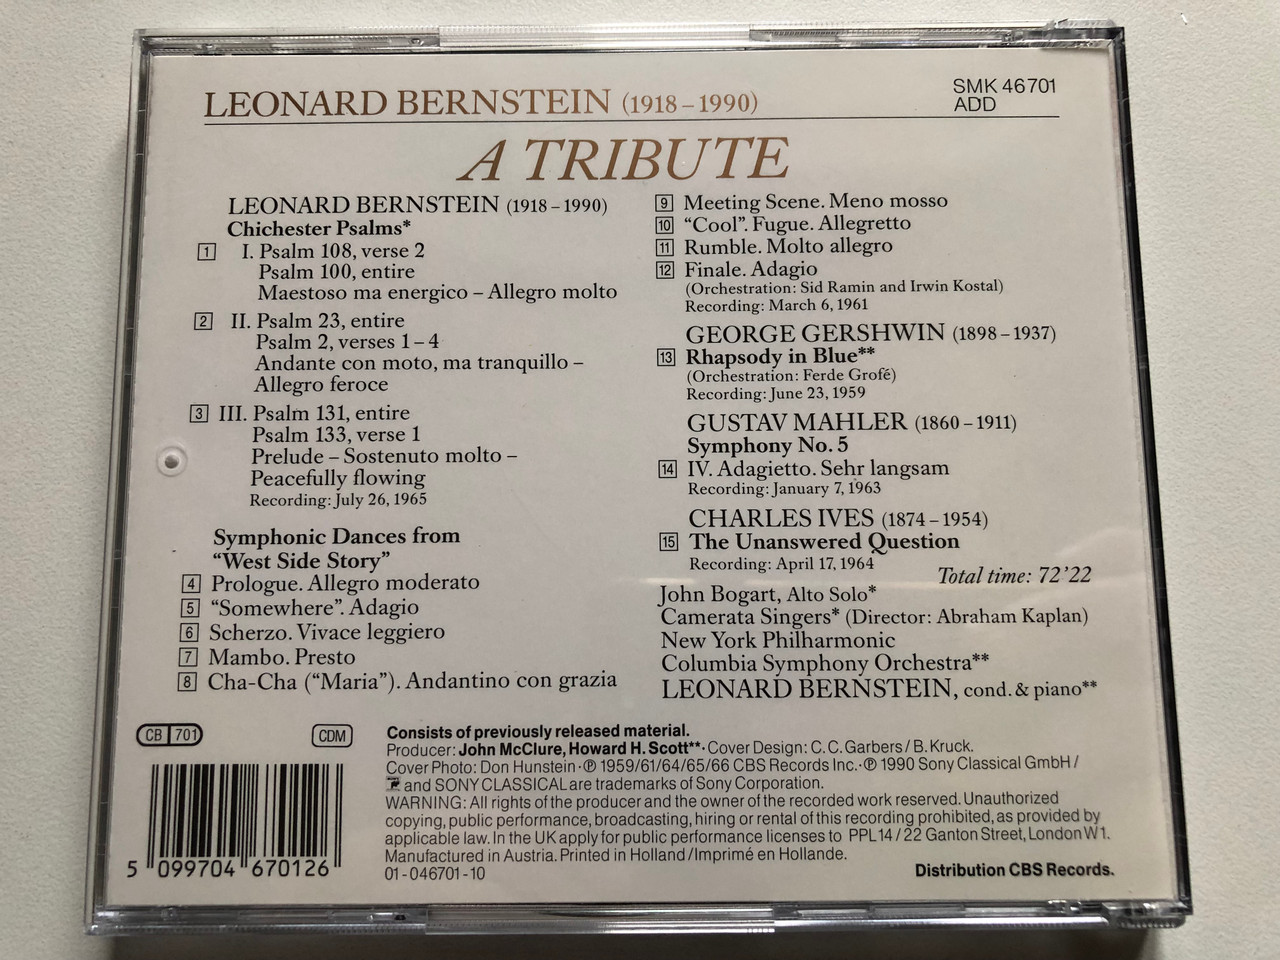 LEONARD BERNSTEIN (1918 – 1990)
SMK 46701
ADD
A TRIBUTE
LEONARD BERNSTEIN (1918 – 1990)
Chichester Psalms*
1 I. Psalm 108, verse 2
Psalm 100, entire
Maestoso ma energico – Allegro molto
2 II. Psalm 23, entire
Psalm 2, verses 1 – 4
Andante con moto, ma tranquillo –
Allegro feroce
3 III. Psalm 131, entire
Psalm 133, verse 1
Prelude – Sostenuto molto –
Peacefully flowing
Recording: July 26, 1965
Symphonic Dances from
“West Side Story”
4 Prologue. Allegro moderato
5 “Somewhere”. Adagio
6 Scherzo. Vivace leggiero
7 Mambo. Presto
8 Cha-Cha (“Maria”). Andantino con grazia
9 Meeting Scene. Meno mosso
10 “Cool”. Fugue. Allegretto
11 Rumble. Molto allegro
12 Finale. Adagio
(Orchestration: Sid Ramin and Irwin Kostal)
Recording: March 6, 1961
GEORGE GERSHWIN (1898 – 1937)
13 Rhapsody in Blue**
(Orchestration: Ferde Grofé)
Recording: June 23, 1959
GUSTAV MAHLER (1860 – 1911)
Symphony No. 5
14 IV. Adagietto. Sehr langsam
Recording: January 7, 1963
CHARLES IVES (1874 – 1954)
15 The Unanswered Question
Recording: April 17, 1964
Total time: 72’22
John Bogart, Alto Solo*
Camerata Singers* (Director: Abraham Kaplan)
New York Philharmonic
Columbia Symphony Orchestra**
LEONARD BERNSTEIN, cond. & piano**
CB 701
CDM
Consists of previously released material.
Producer: John McClure, Howard H. Scott** · Cover Design: C. C. Garbers / B. Kruck.
Cover Photo: Don Hunstein · ℗ 1959/61/64/65/66 CBS Records Inc. · ℗ 1990 Sony Classical GmbH /
and SONY CLASSICAL are trademarks of Sony Corporation.
WARNING: All rights of the producer and the owner of the recorded work reserved. Unauthorized
copying, public performance, broadcasting, hiring or rental of this recording prohibited, as provided by
applicable law. In the UK apply for public performance licenses to PPL 14 / 22 Ganton Street, London W1.
Manufactured in Austria. Printed in Holland / Imprimé en Hollande.
01-046701-10
Distribution CBS Records.
5 099704 670126